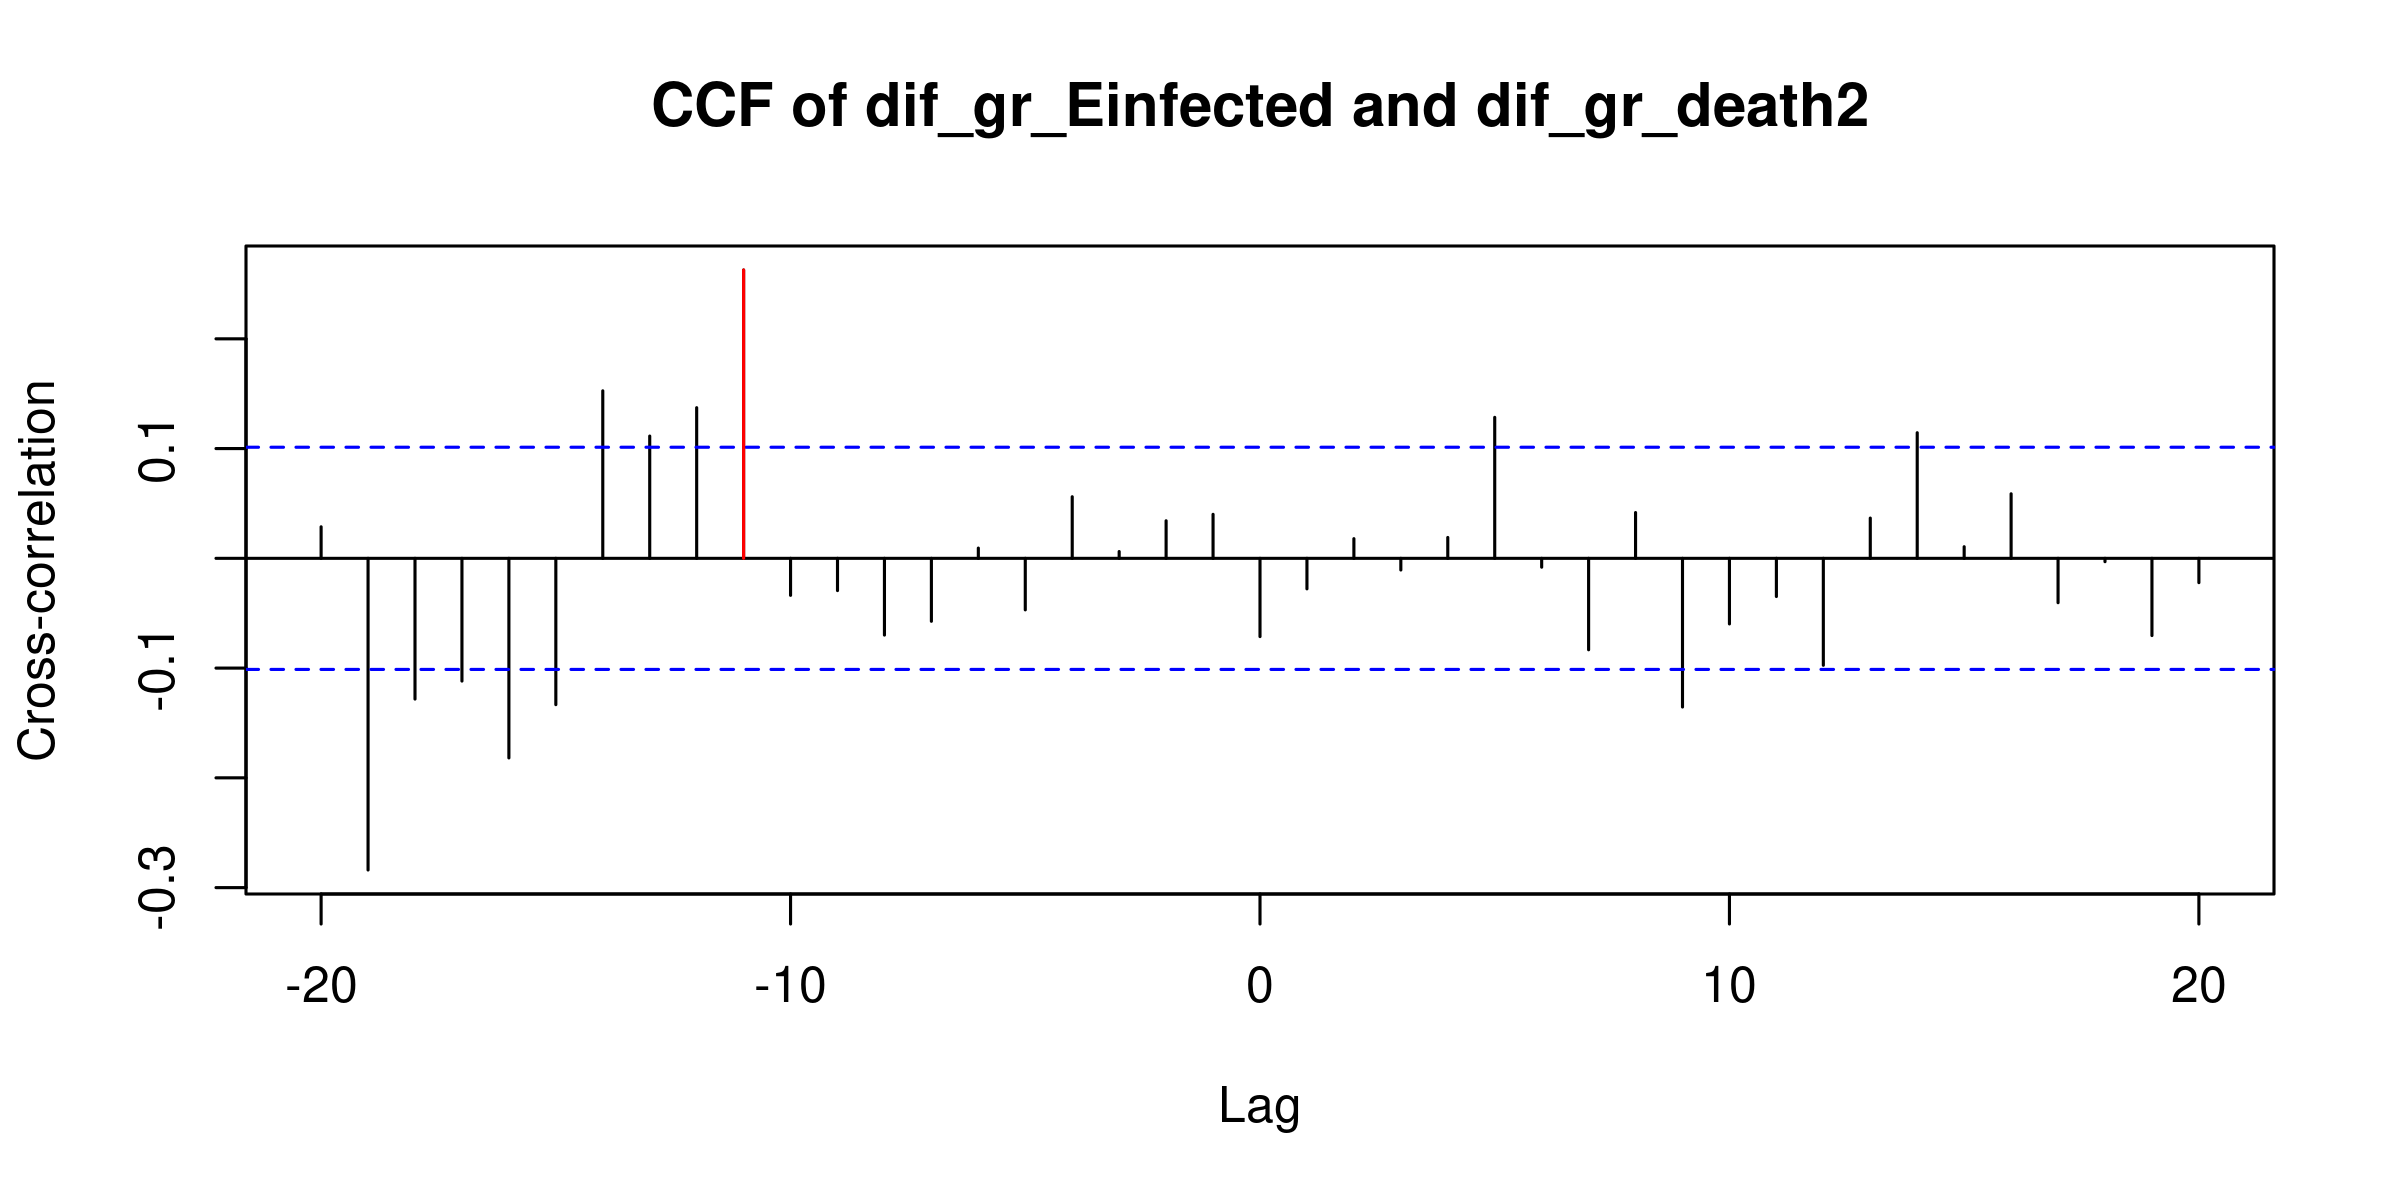 CCF of dif_gr_Einfected and dif_gr_death2
Cross-correlation
0.1
-0.1
-0.3
-20 -10 0 10 20
Lag